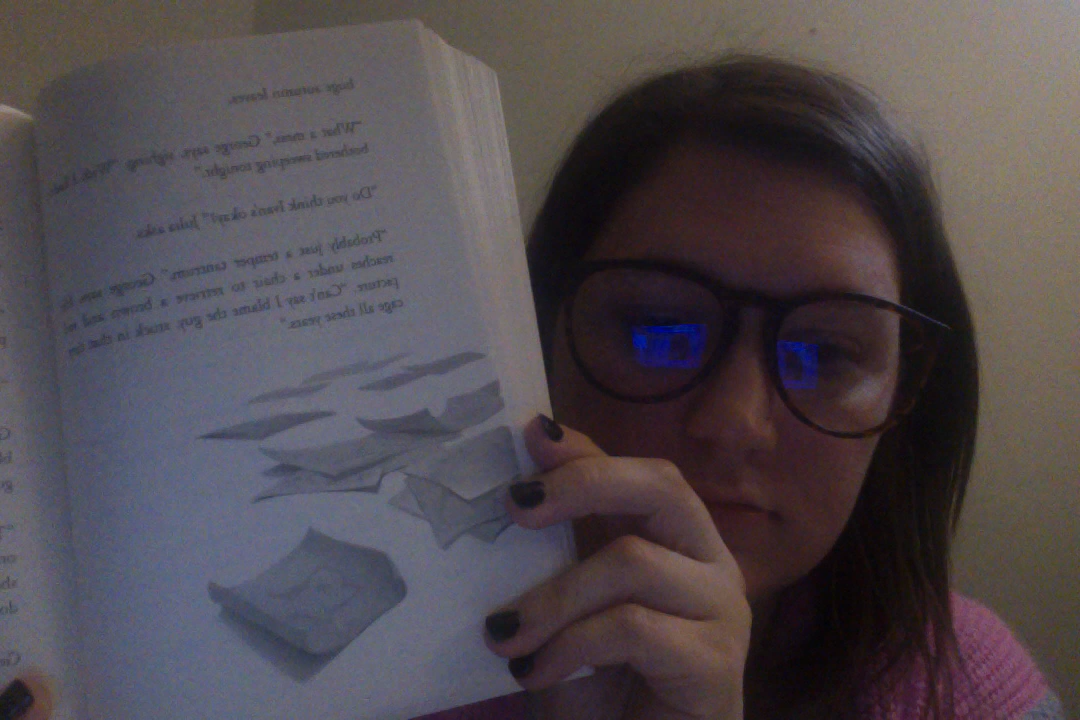 huge autumn leaves.
"What a mess," George says, sighing. "Wish I
bothered sweeping tonight."
"Do you think Ivan's okay?" Julia asks.
"Probably just a temper tantrum," George says.
reaches under a chair to retrieve a brown and
picture. "Can't say I blame the guy, stuck in that
cage all these years."